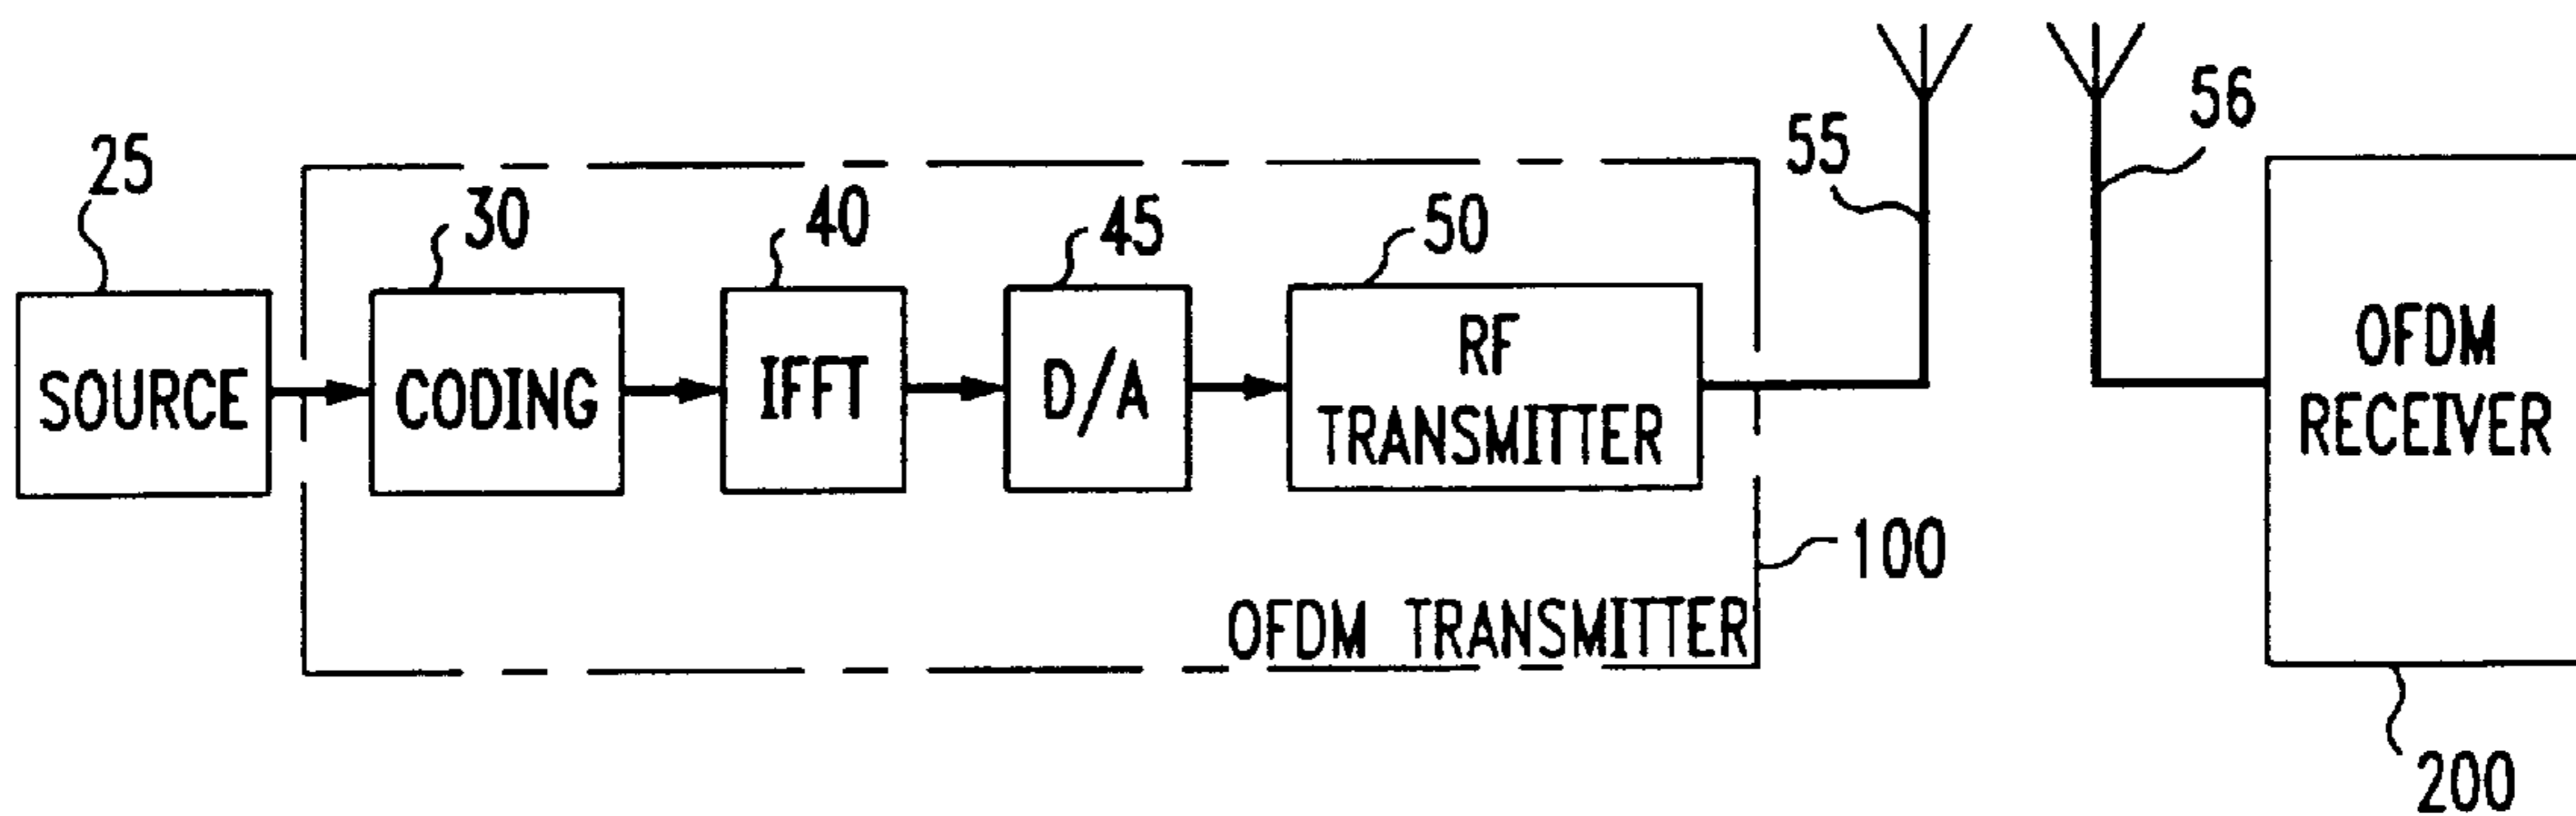 56
55
25
30
40
45
50
SOURCE
CODING
IFFT
D/A
RF
TRANSMITTER
OFDM
RECEIVER
100
OFDM TRANSMITTER
200